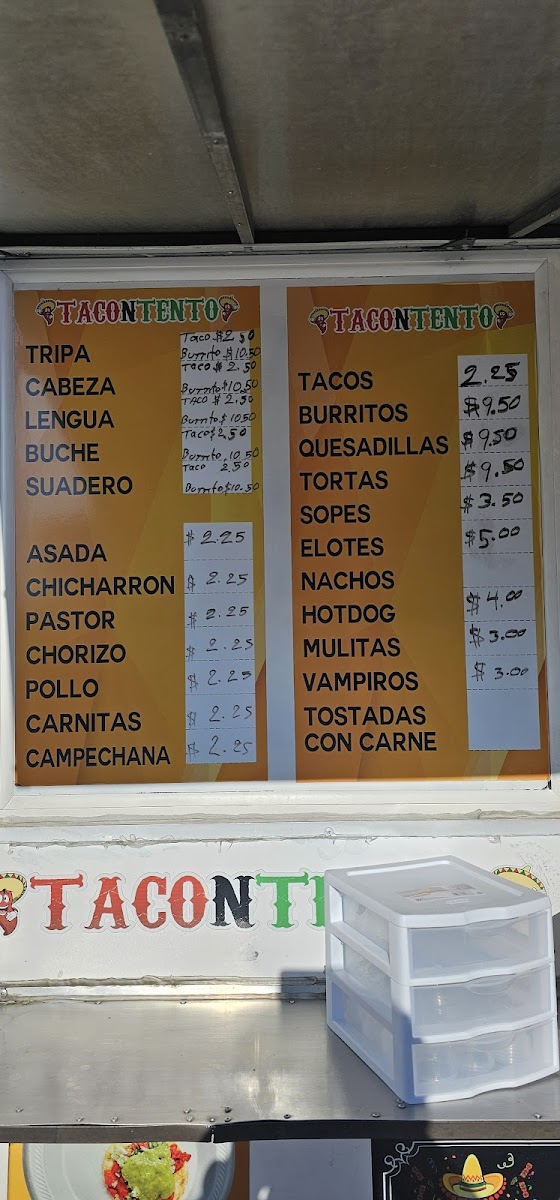 TACONTENTO
TRIPA Taco $2.50
Burrito $10.50
CABEZA Taco $2.50
Burrito $10.50
LENGUA TACO $2.50
Burrito $10.50
BUCHE Taco $2.50
Burrito 10.50
SUADERO Taco 2.50
Burrito $10.50
ASADA $2.25
CHICHARRON $2.25
PASTOR $2.25
CHORIZO $2.25
POLLO $2.25
CARNITAS $2.25
CAMPECHANA $2.25
TACONTENTO
TACOS 2.25
BURRITOS $9.50
QUESADILLAS $9.50
TORTAS $9.50
SOPES $3.50
ELOTES $5.00
NACHOS
HOTDOG $4.00
MULITAS $3.00
VAMPIROS $3.00
TOSTADAS
CON CARNE
TACONTE